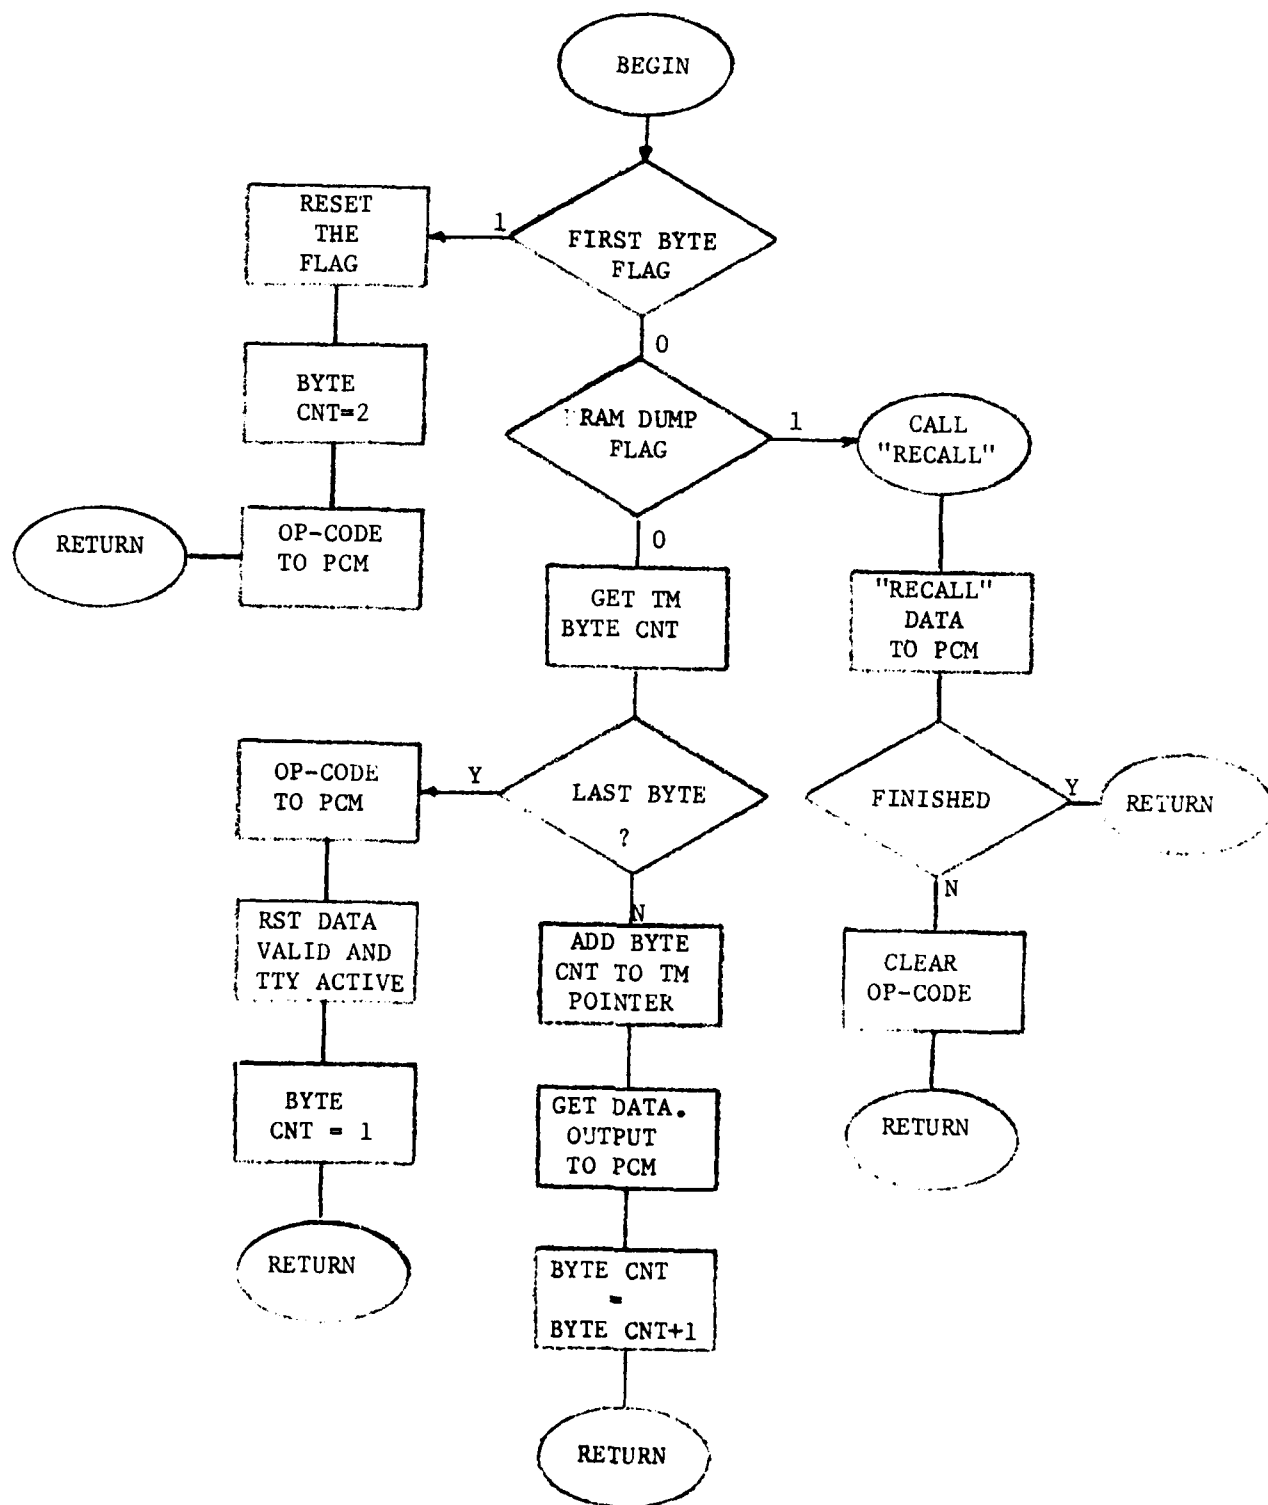 BEGIN
FIRST BYTE
FLAG
1
RESET
THE
FLAG
0
BYTE
CNT=2
RAM DUMP
FLAG
1
CALL
"RECALL"
OP-CODE
TO PCM
RETURN
0
GET TM
BYTE CNT
"RECALL"
DATA
TO PCM
OP-CODE
TO PCM
Y
LAST BYTE
?
FINISHED
Y
RETURN
N
N
RST DATA
VALID AND
TTY ACTIVE
ADD BYTE
CNT TO TM
POINTER
CLEAR
OP-CODE
BYTE
CNT = 1
GET DATA.
OUTPUT
TO PCM
RETURN
RETURN
BYTE CNT
=
BYTE CNT+1
RETURN